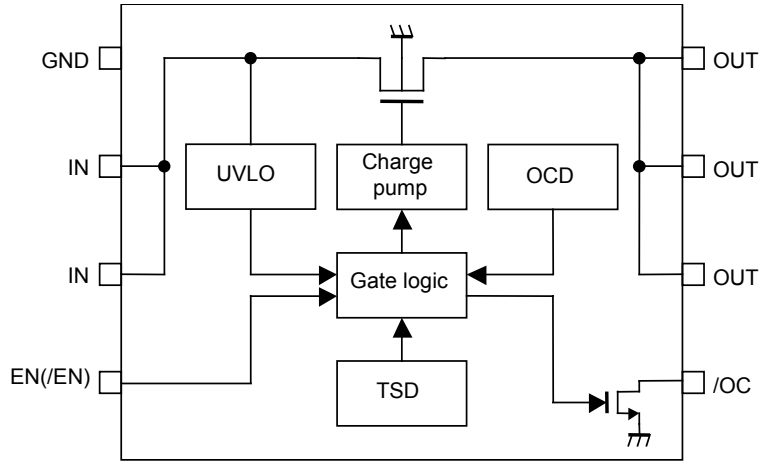 GND
OUT
IN
UVLO
Charge
pump
OCD
OUT
IN
Gate logic
OUT
EN(/EN)
TSD
/OC